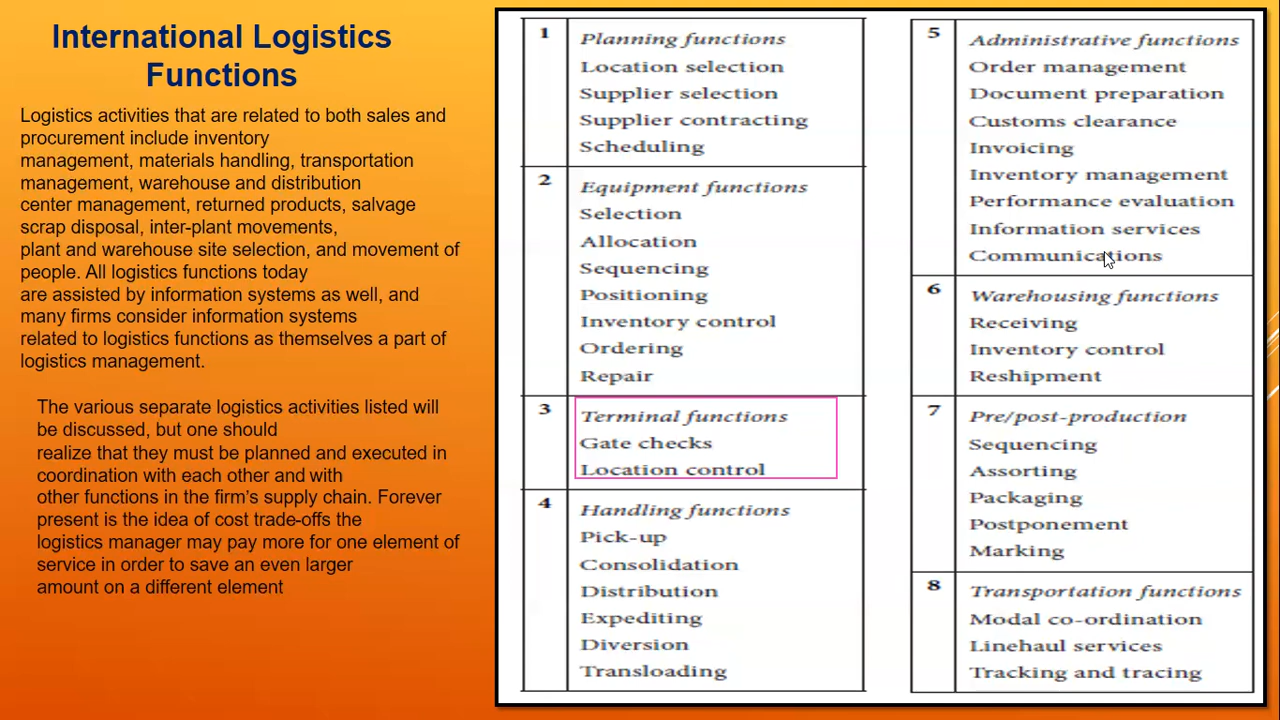 International Logistics
Functions
Logistics activities that are related to both sales and
procurement include inventory
management, materials handling, transportation
management, warehouse and distribution
center management, returned products, salvage
scrap disposal, inter-plant movements,
plant and warehouse site selection, and movement of
people. All logistics functions today
are assisted by information systems as well, and
many firms consider information systems
related to logistics functions as themselves a part of
logistics management.
The various separate logistics activities listed will
be discussed, but one should
realize that they must be planned and executed in
coordination with each other and with
other functions in the firm's supply chain. Forever
present is the idea of cost trade-offs the
logistics manager may pay more for one element of
service in order to save an even larger
amount on a different element
1 Planning functions
Location selection
Supplier selection
Supplier contracting
Scheduling
2 Equipment functions
Selection
Allocation
Sequencing
Positioning
Inventory control
Ordering
Repair
3 Terminal functions
Gate checks
Location control
4 Handling functions
Pick-up
Consolidation
Distribution
Expediting
Diversion
Transloading
5 Administrative functions
Order management
Document preparation
Customs clearance
Invoicing
Inventory management
Performance evaluation
Information services
Communications
6 Warehousing functions
Receiving
Inventory control
Reshipment
7 Pre/post-production
Sequencing
Assorting
Packaging
Postponement
Marking
8 Transportation functions
Modal co-ordination
Linehaul services
Tracking and tracing